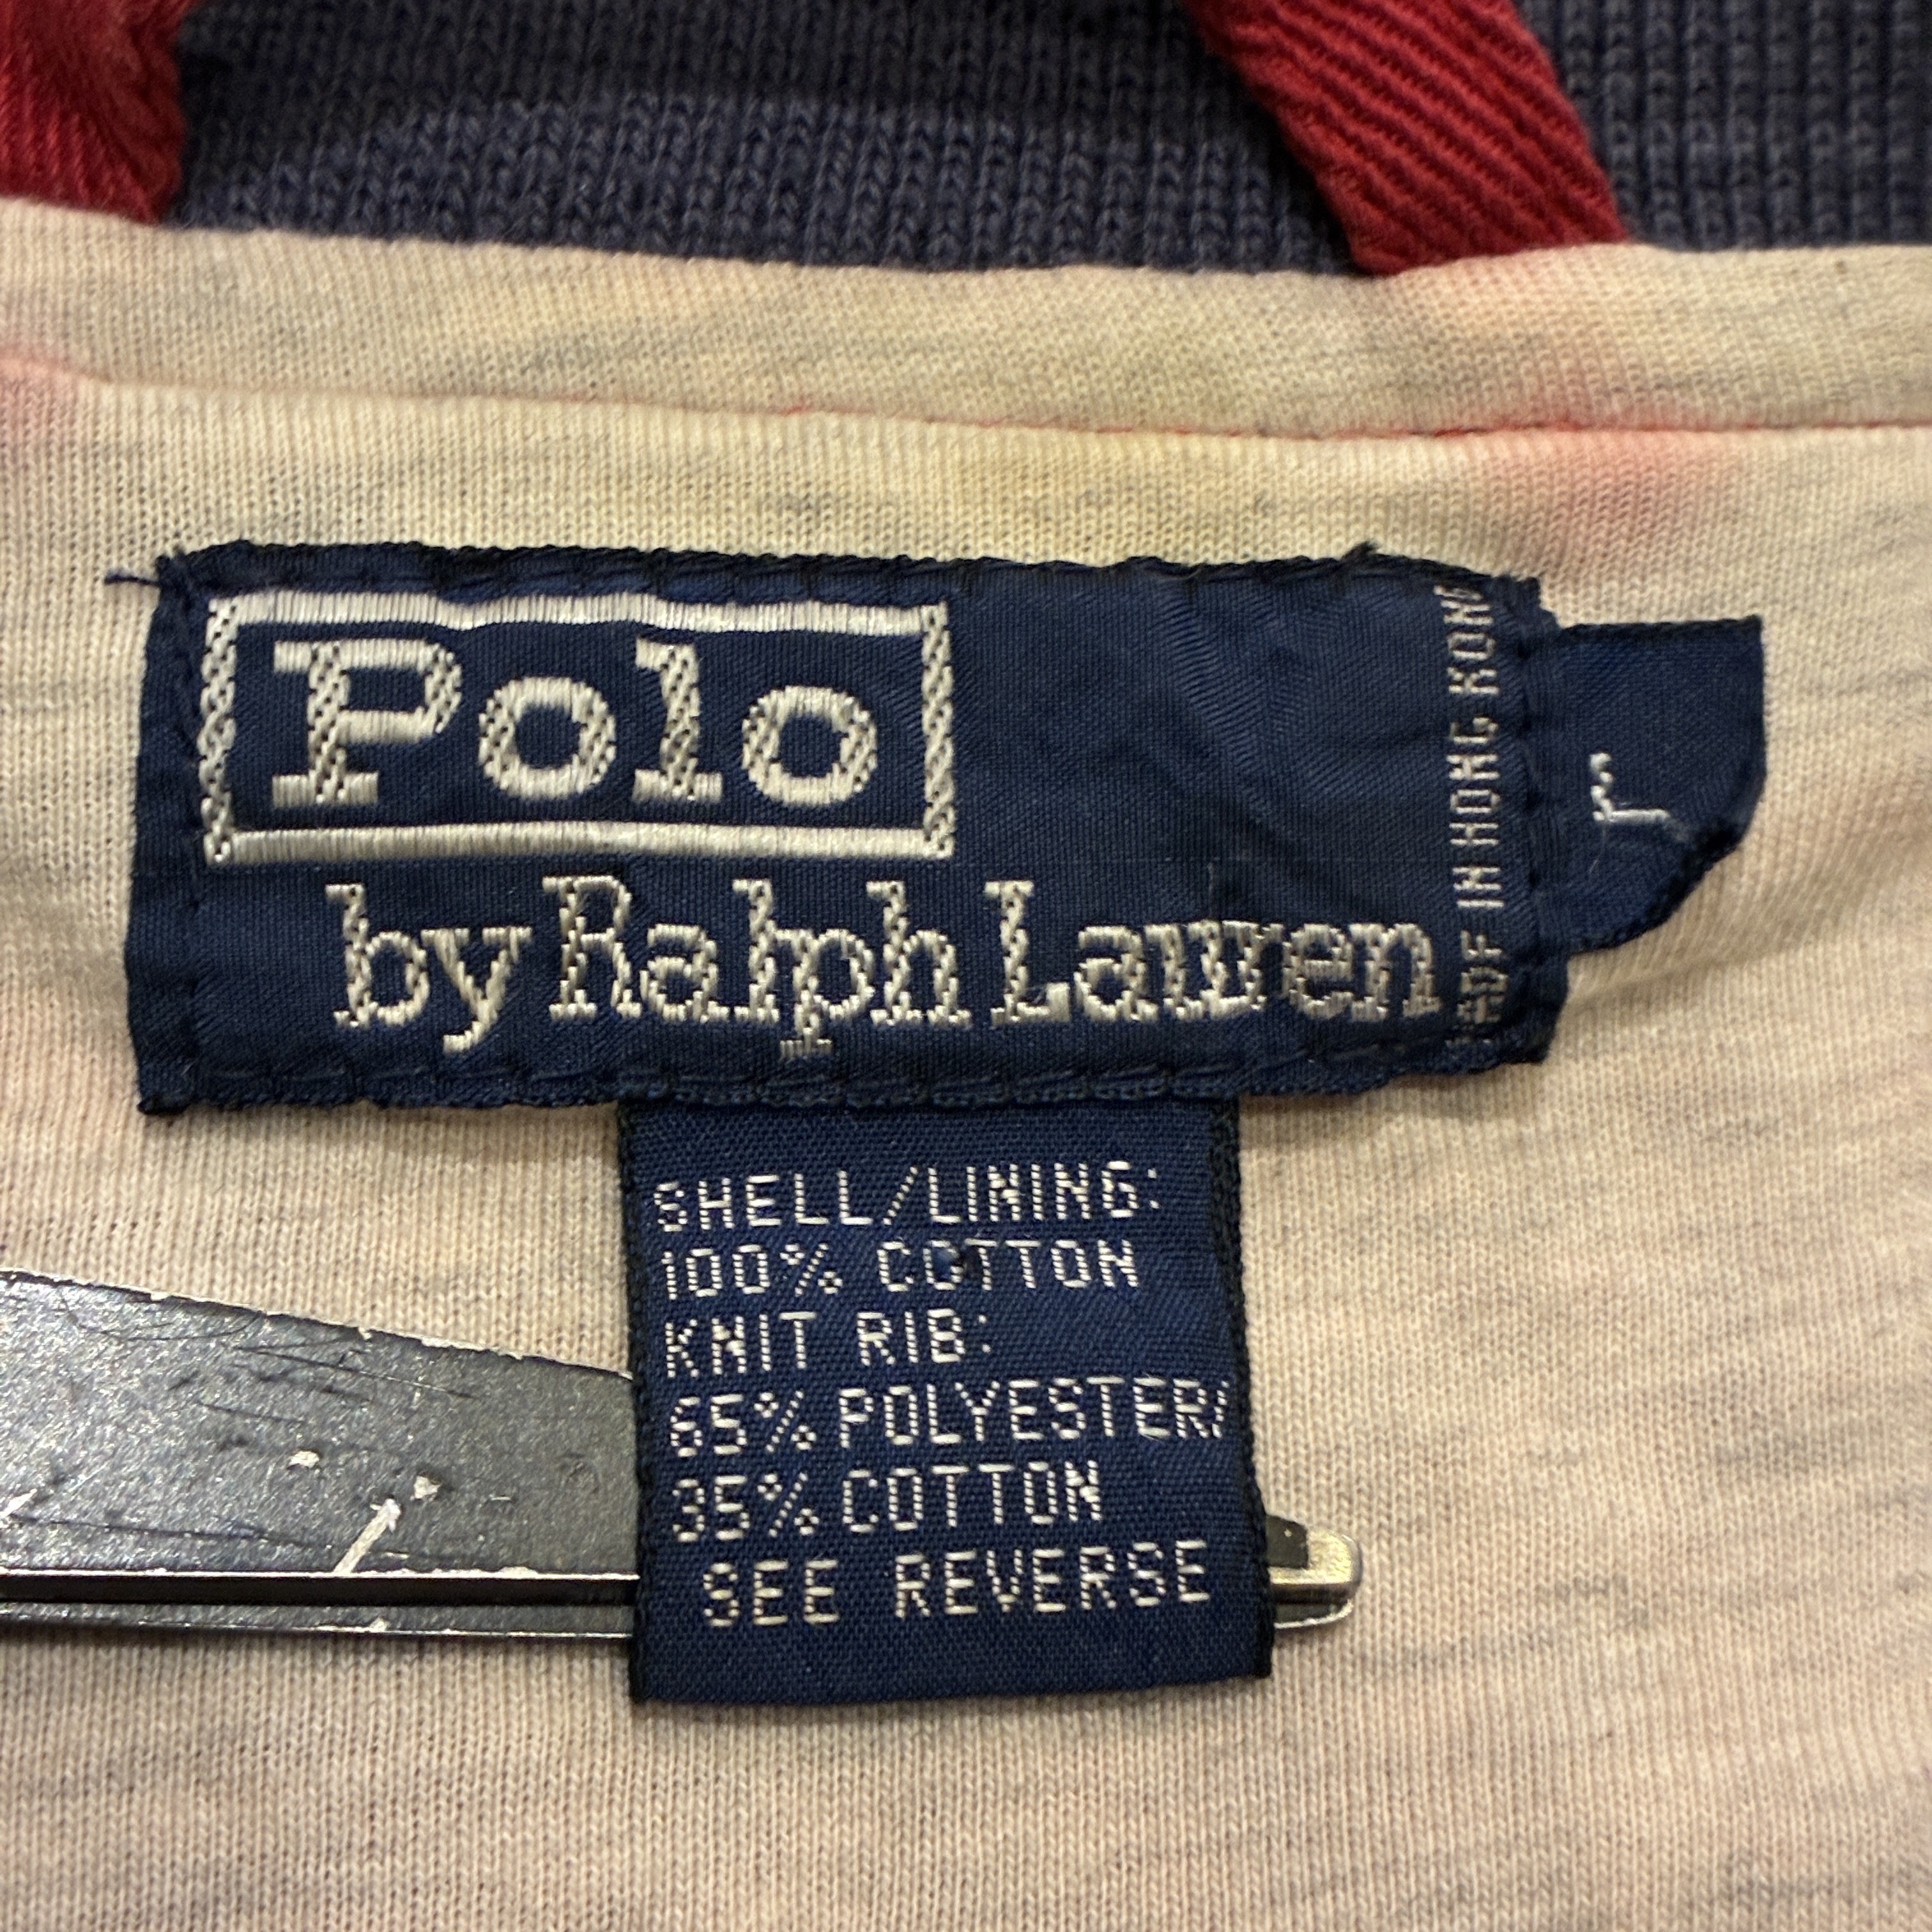 Polo
by Ralph Lauren
MADE IN HONG KONG
L
SHELL/LINING:
100% COTTON
KNIT RIB:
65% POLYESTER/
35% COTTON
SEE REVERSE